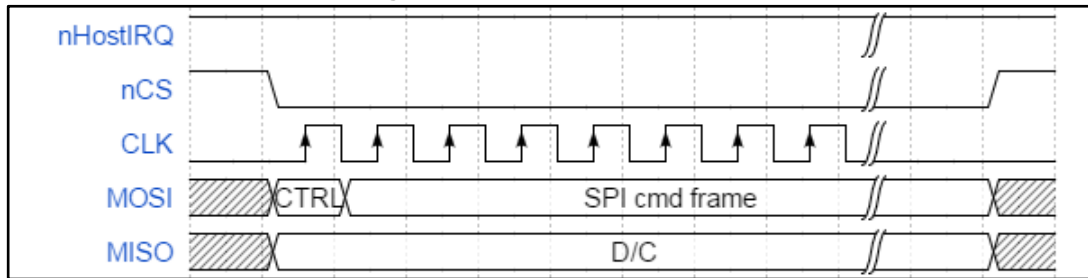 nHostIRQ
nCS
CLK
MOSI CTRL SPI cmd frame
MISO D/C